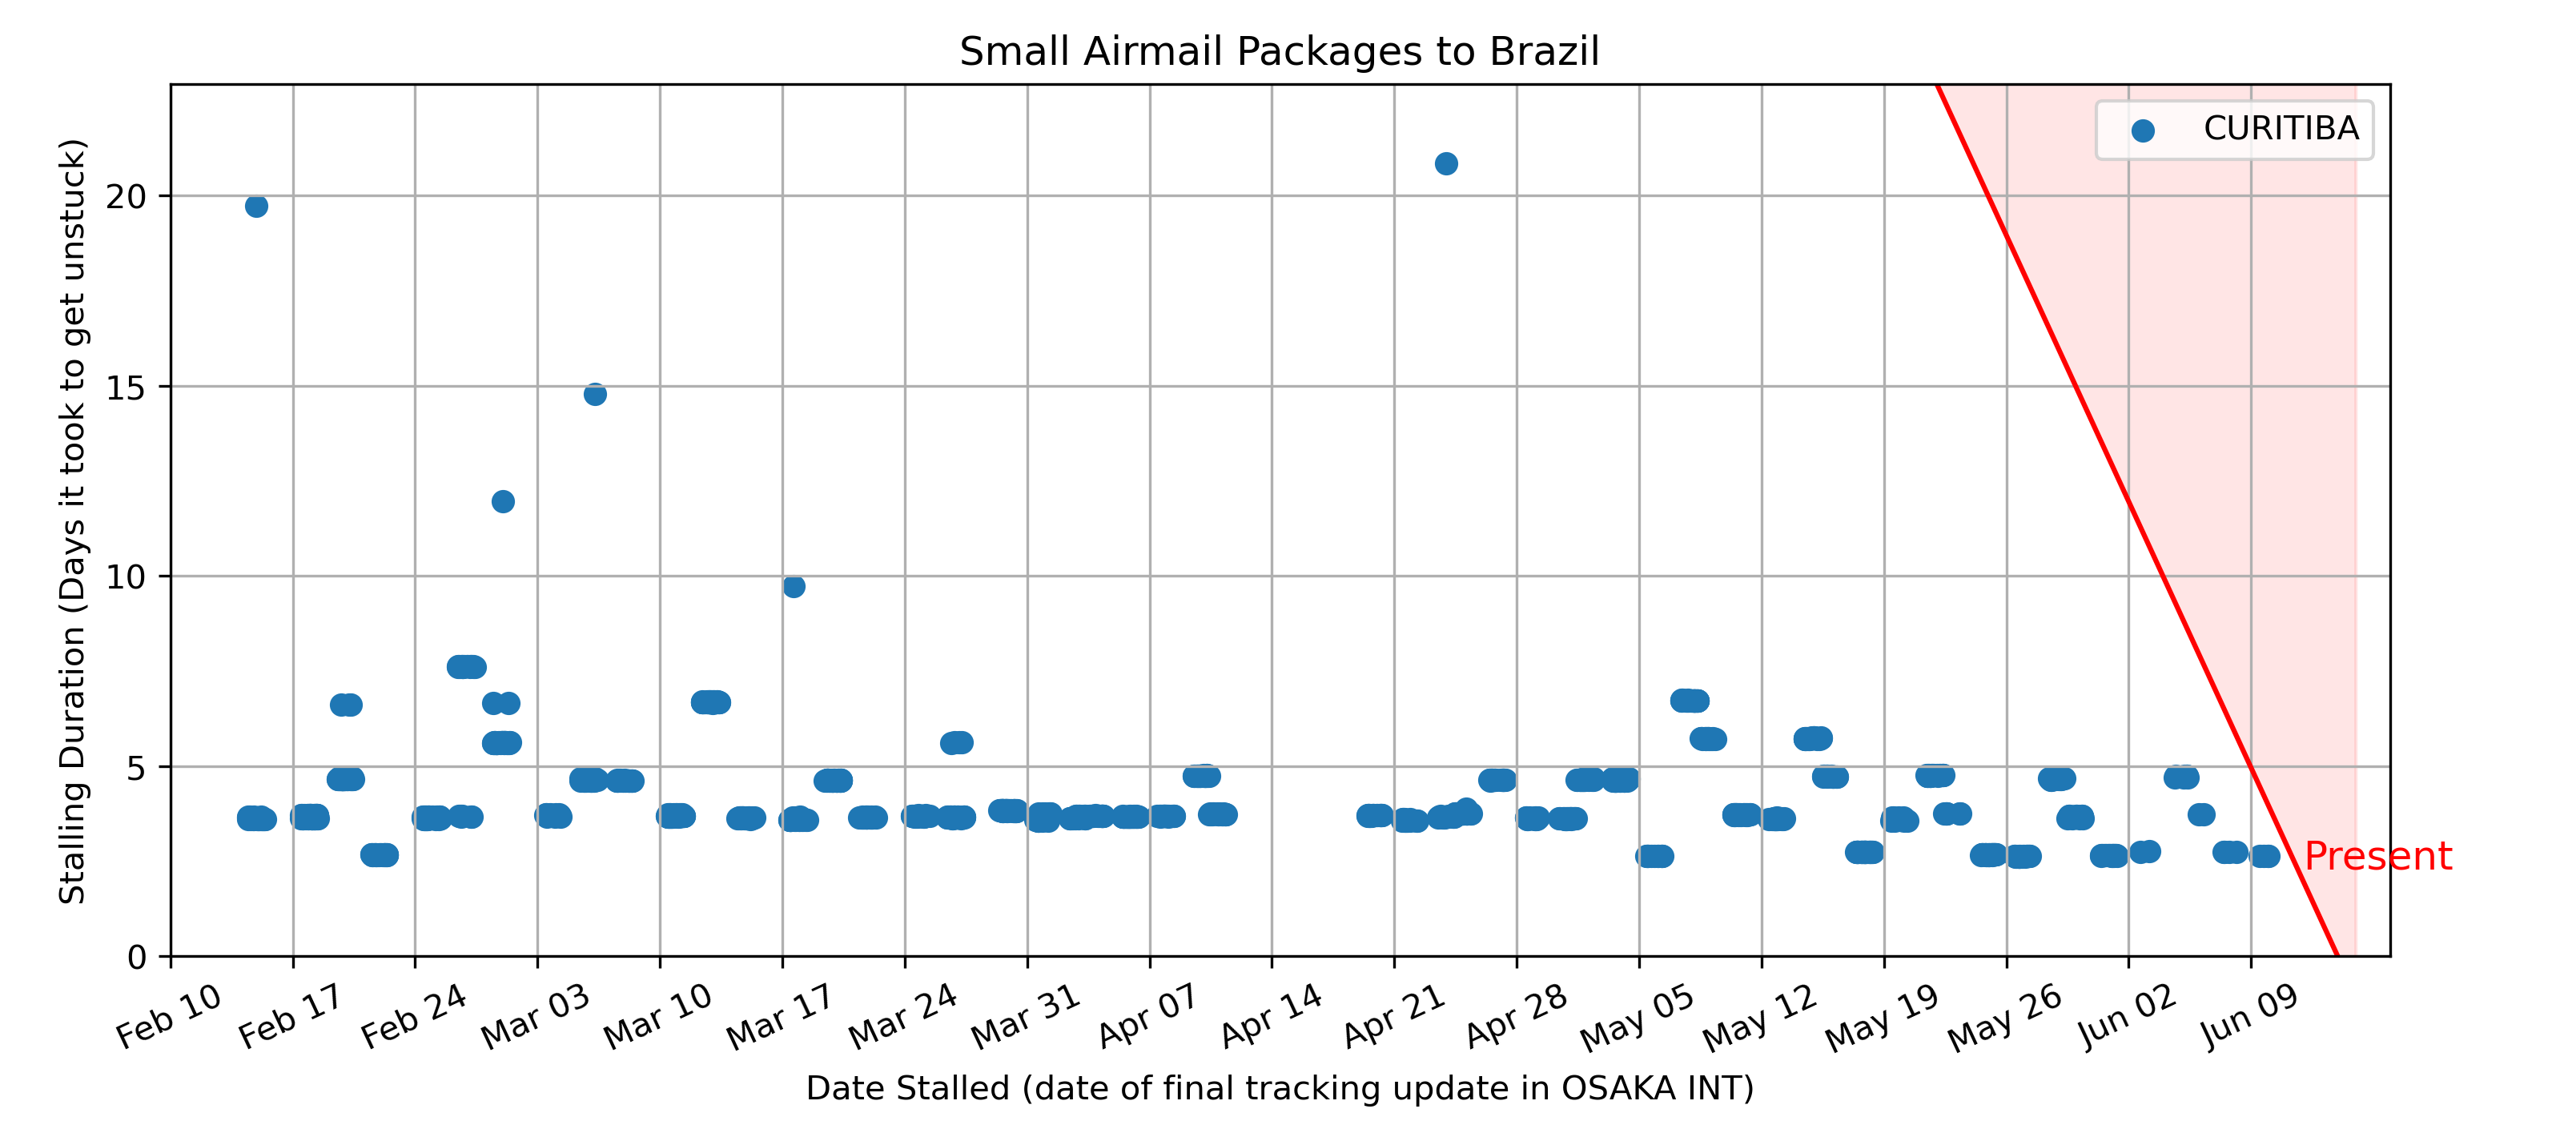 Small Airmail Packages to Brazil
CURITIBA
Stalling Duration (Days it took to get unstuck)
20
15
10
5
0
Present
Feb 10
Feb 17
Feb 24
Mar 03
Mar 10
Mar 17
Mar 24
Mar 31
Apr 07
Apr 14
Apr 21
Apr 28
May 05
May 12
May 19
May 26
Jun 02
Jun 09
Date Stalled (date of final tracking update in OSAKA INT)